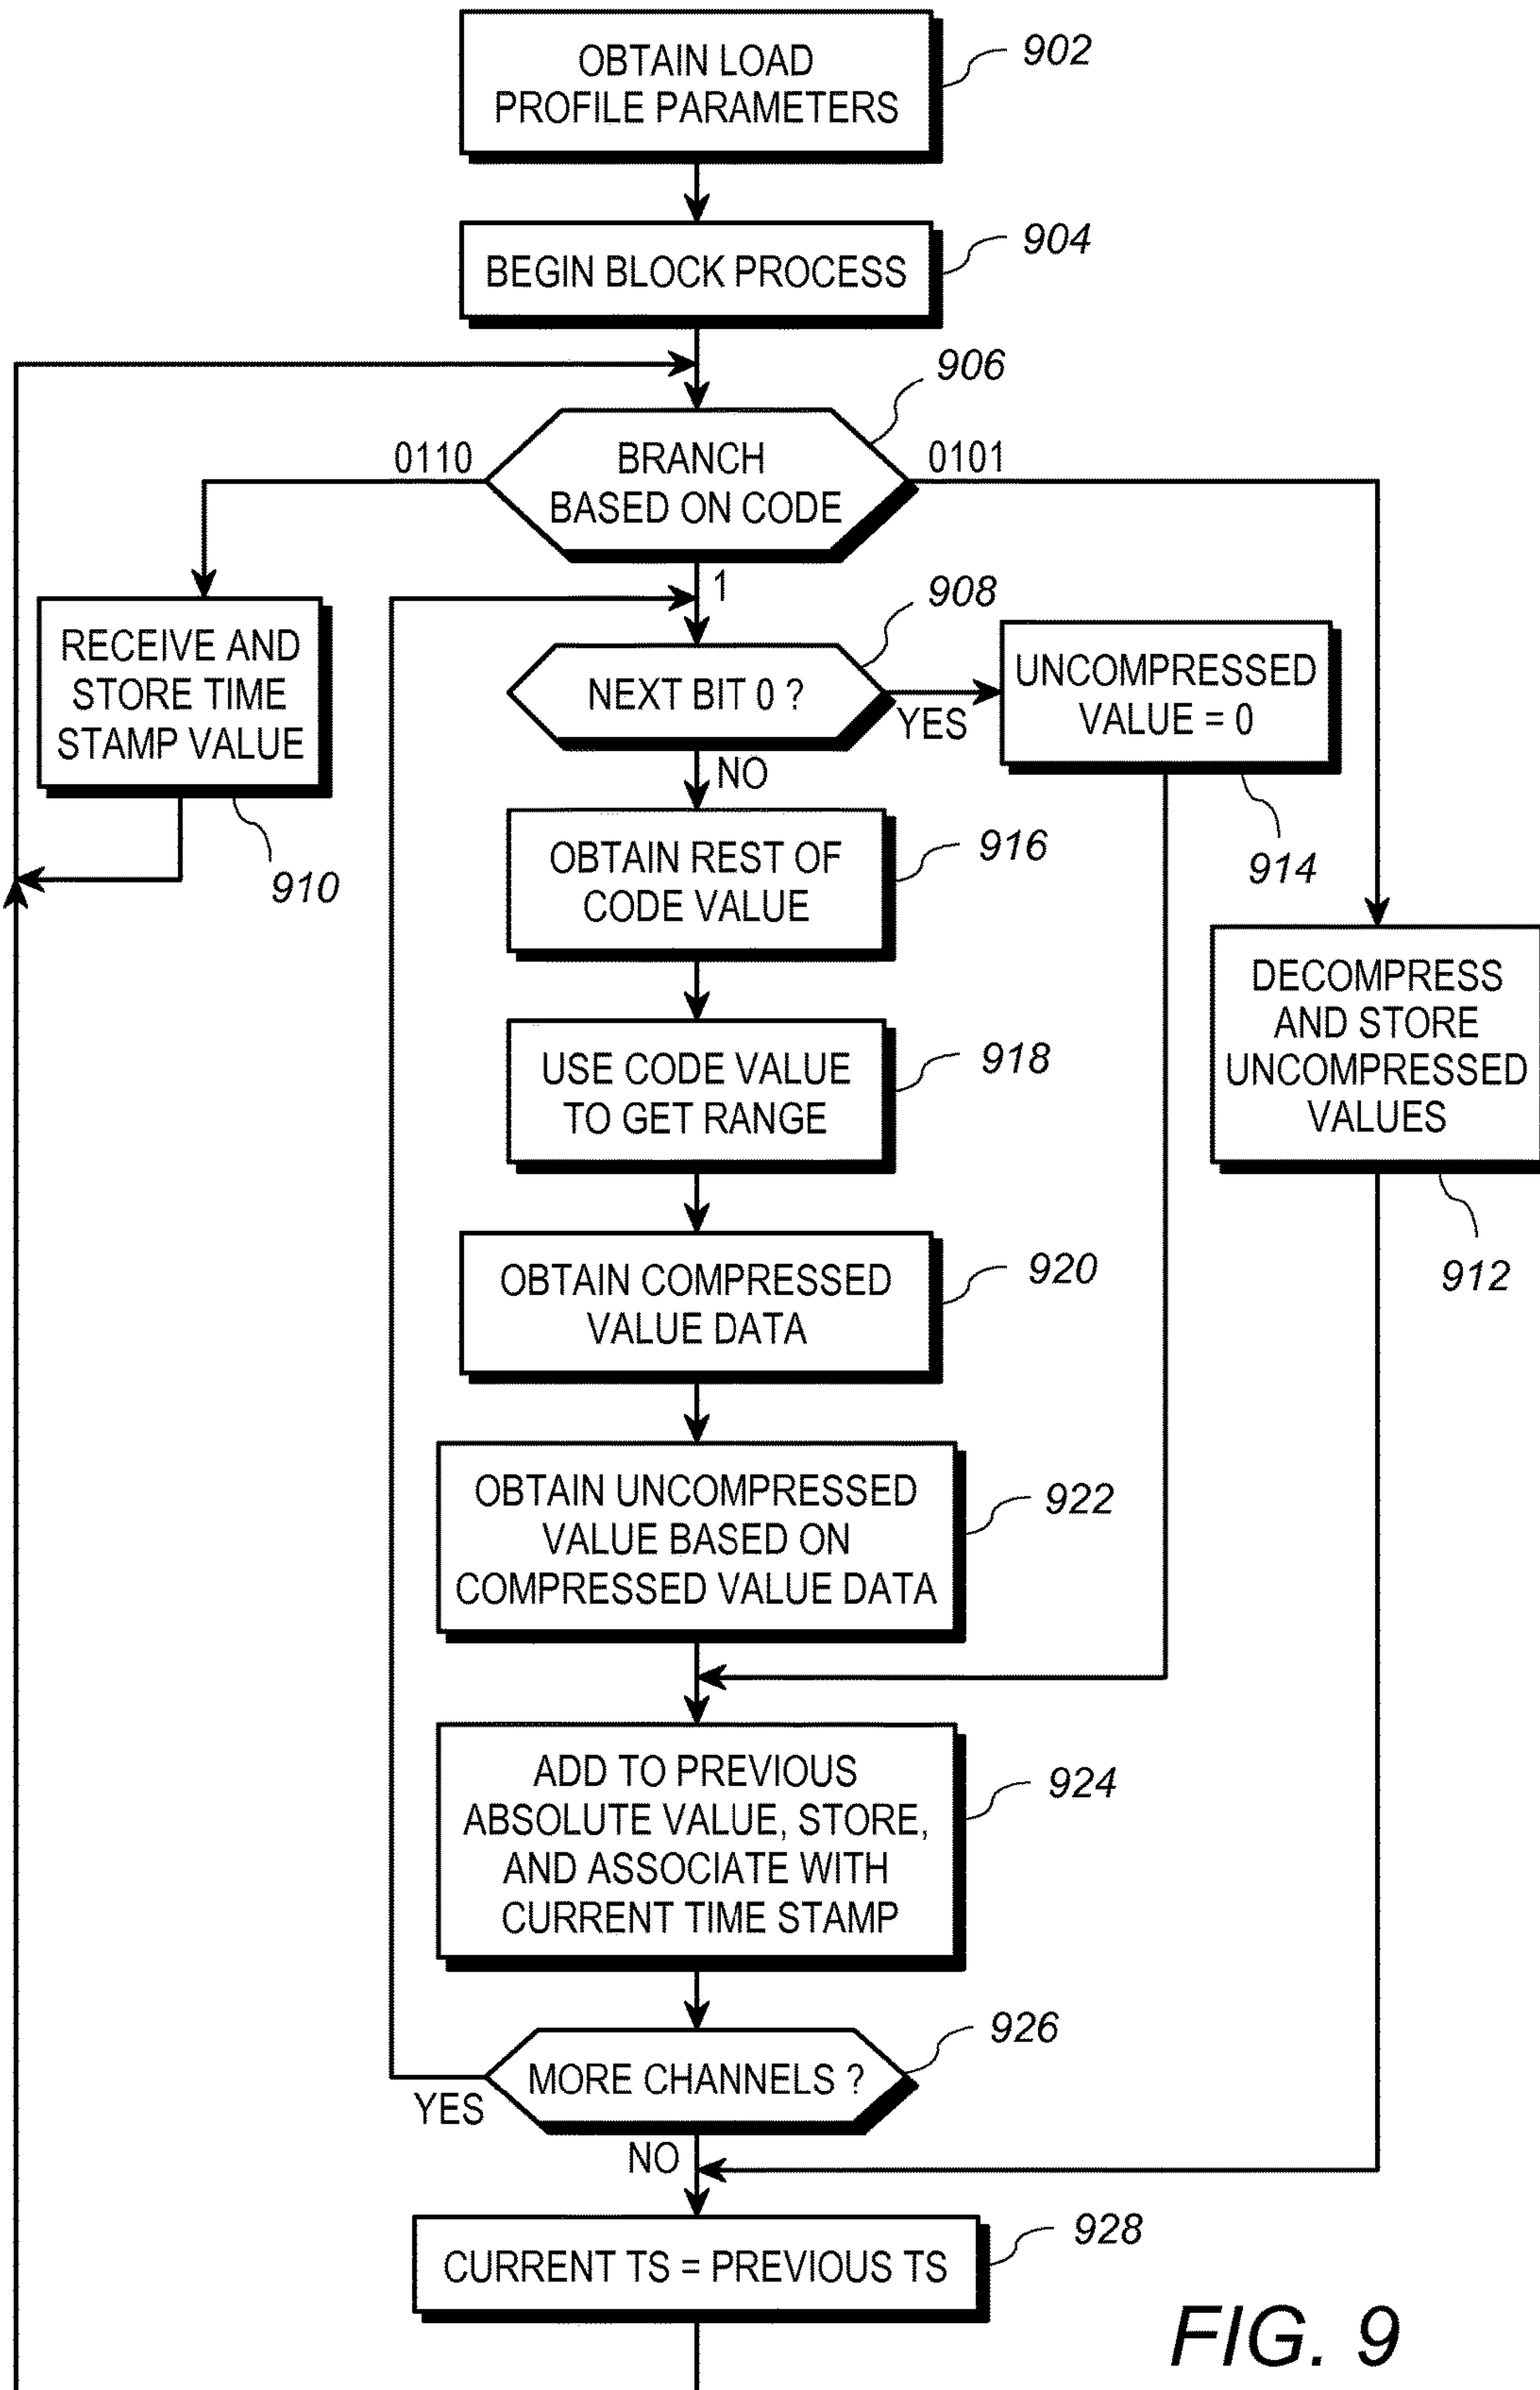 OBTAIN LOAD
PROFILE PARAMETERS
902
BEGIN BLOCK PROCESS
904
906
0110
BRANCH
BASED ON CODE
0101
1
908
RECEIVE AND
STORE TIME
STAMP VALUE
910
NEXT BIT 0 ?
YES
NO
UNCOMPRESSED
VALUE = 0
914
OBTAIN REST OF
CODE VALUE
916
DECOMPRESS
AND STORE
UNCOMPRESSED
VALUES
912
USE CODE VALUE
TO GET RANGE
918
OBTAIN COMPRESSED
VALUE DATA
920
OBTAIN UNCOMPRESSED
VALUE BASED ON
COMPRESSED VALUE DATA
922
ADD TO PREVIOUS
ABSOLUTE VALUE, STORE,
AND ASSOCIATE WITH
CURRENT TIME STAMP
924
MORE CHANNELS ?
926
YES
NO
CURRENT TS = PREVIOUS TS
928
FIG. 9